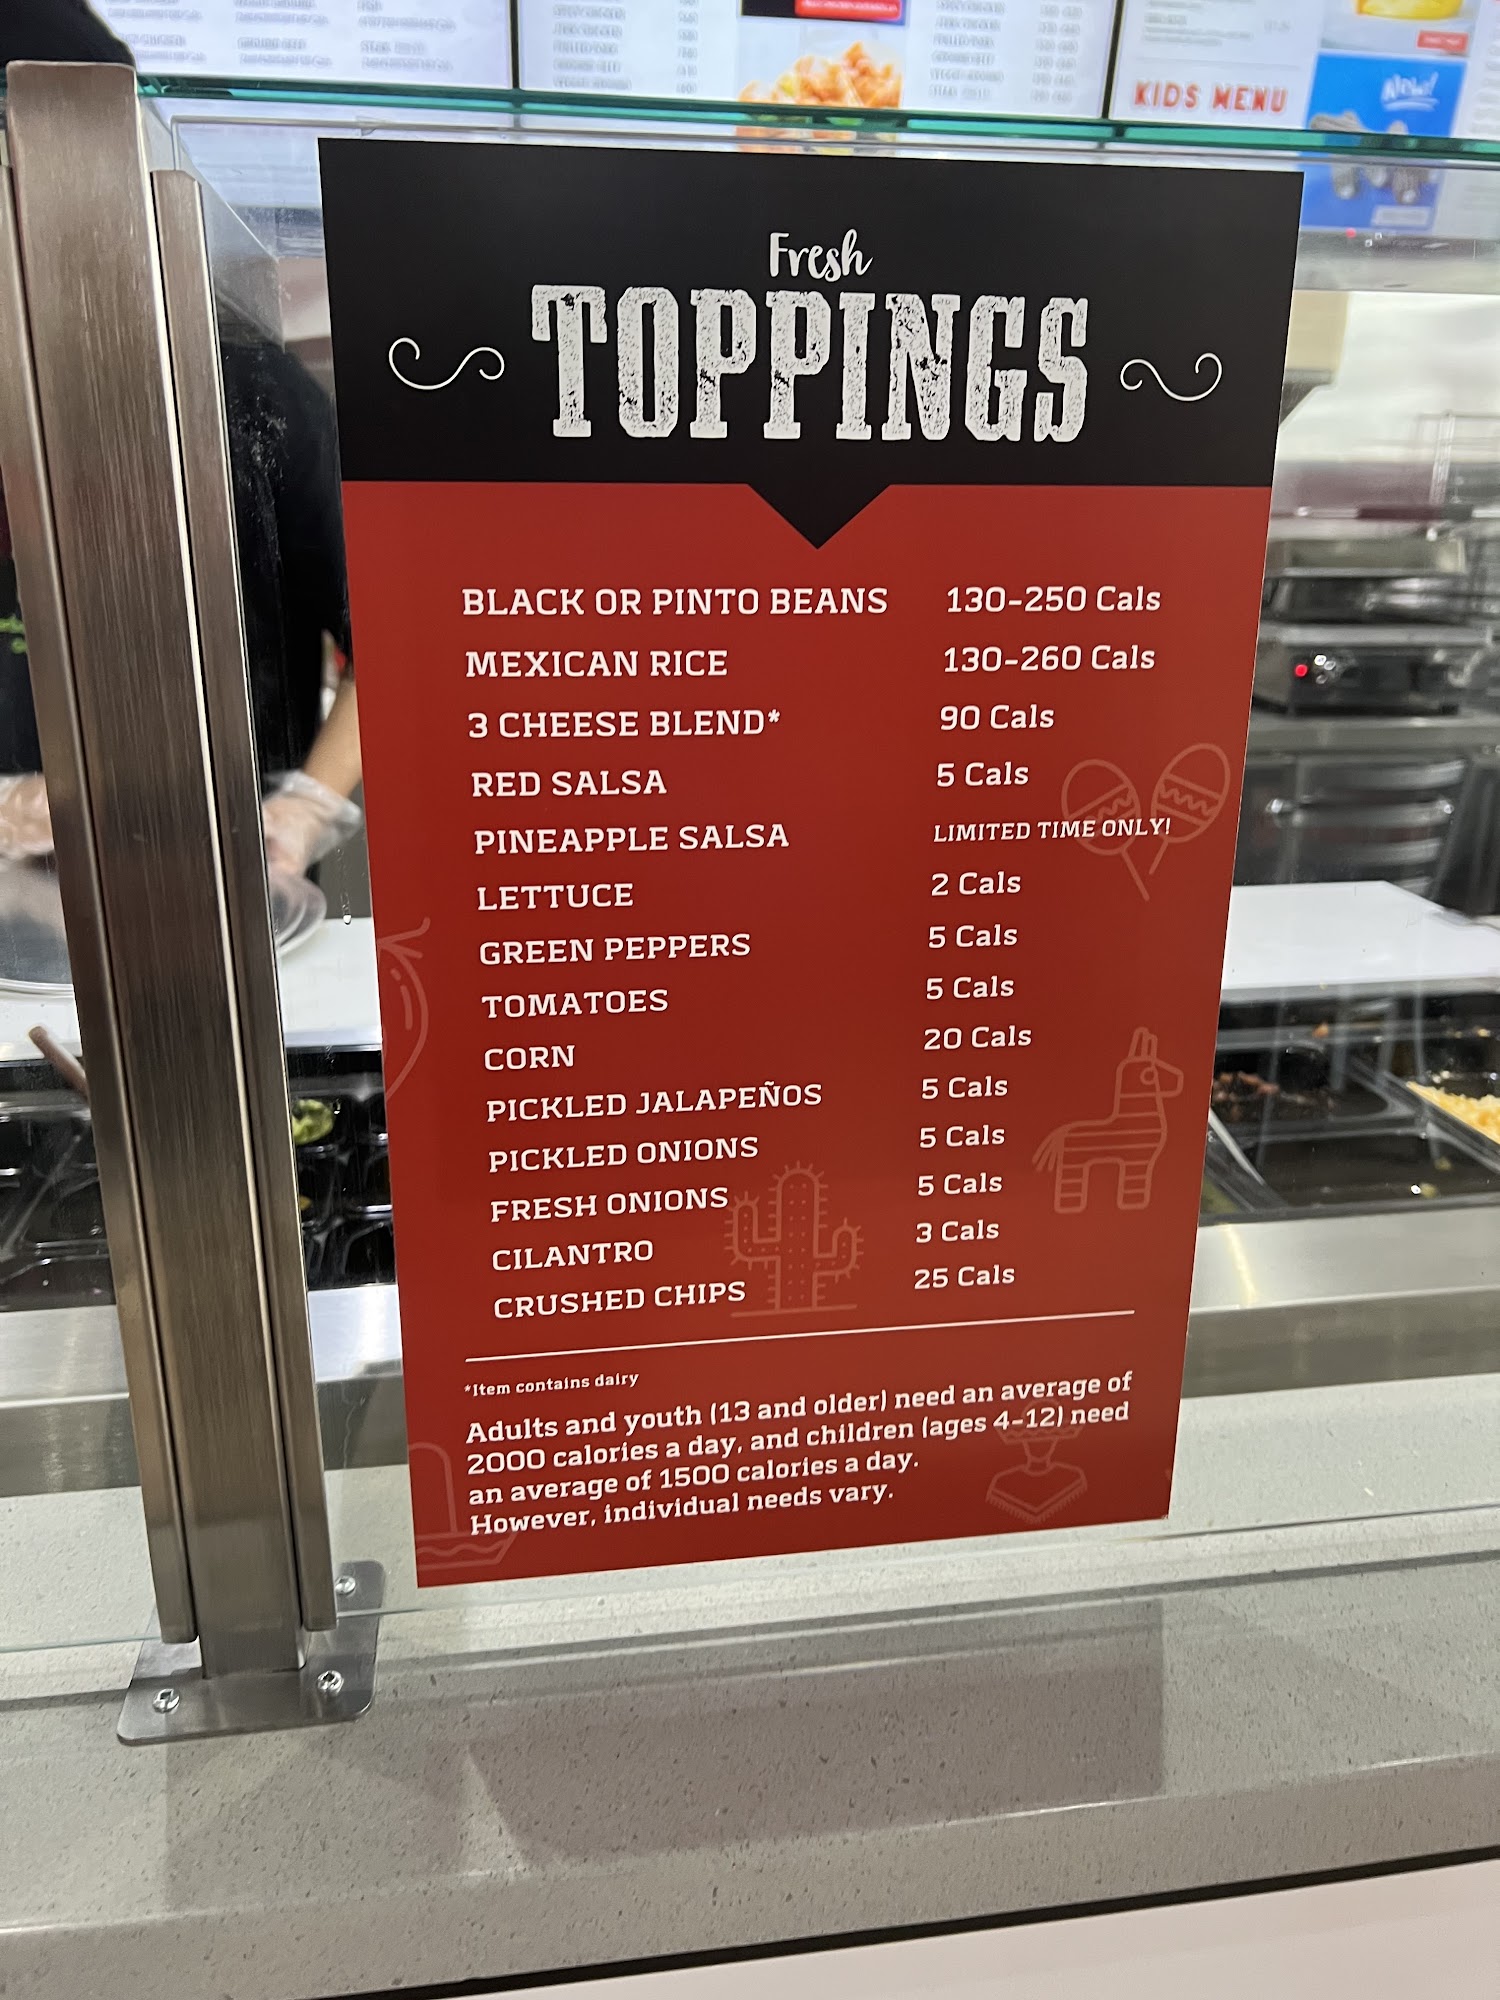 KIDS MENU
New!
Fresh
TOPPINGS
BLACK OR PINTO BEANS 130-250 Cals
MEXICAN RICE 130-260 Cals
3 CHEESE BLEND* 90 Cals
RED SALSA 5 Cals
PINEAPPLE SALSA LIMITED TIME ONLY!
LETTUCE 2 Cals
GREEN PEPPERS 5 Cals
TOMATOES 5 Cals
CORN 20 Cals
PICKLED JALAPEÑOS 5 Cals
PICKLED ONIONS 5 Cals
FRESH ONIONS 5 Cals
CILANTRO 3 Cals
CRUSHED CHIPS 25 Cals
*Item contains dairy
Adults and youth (13 and older) need an average of
2000 calories a day, and children (ages 4-12) need
an average of 1500 calories a day.
However, individual needs vary.